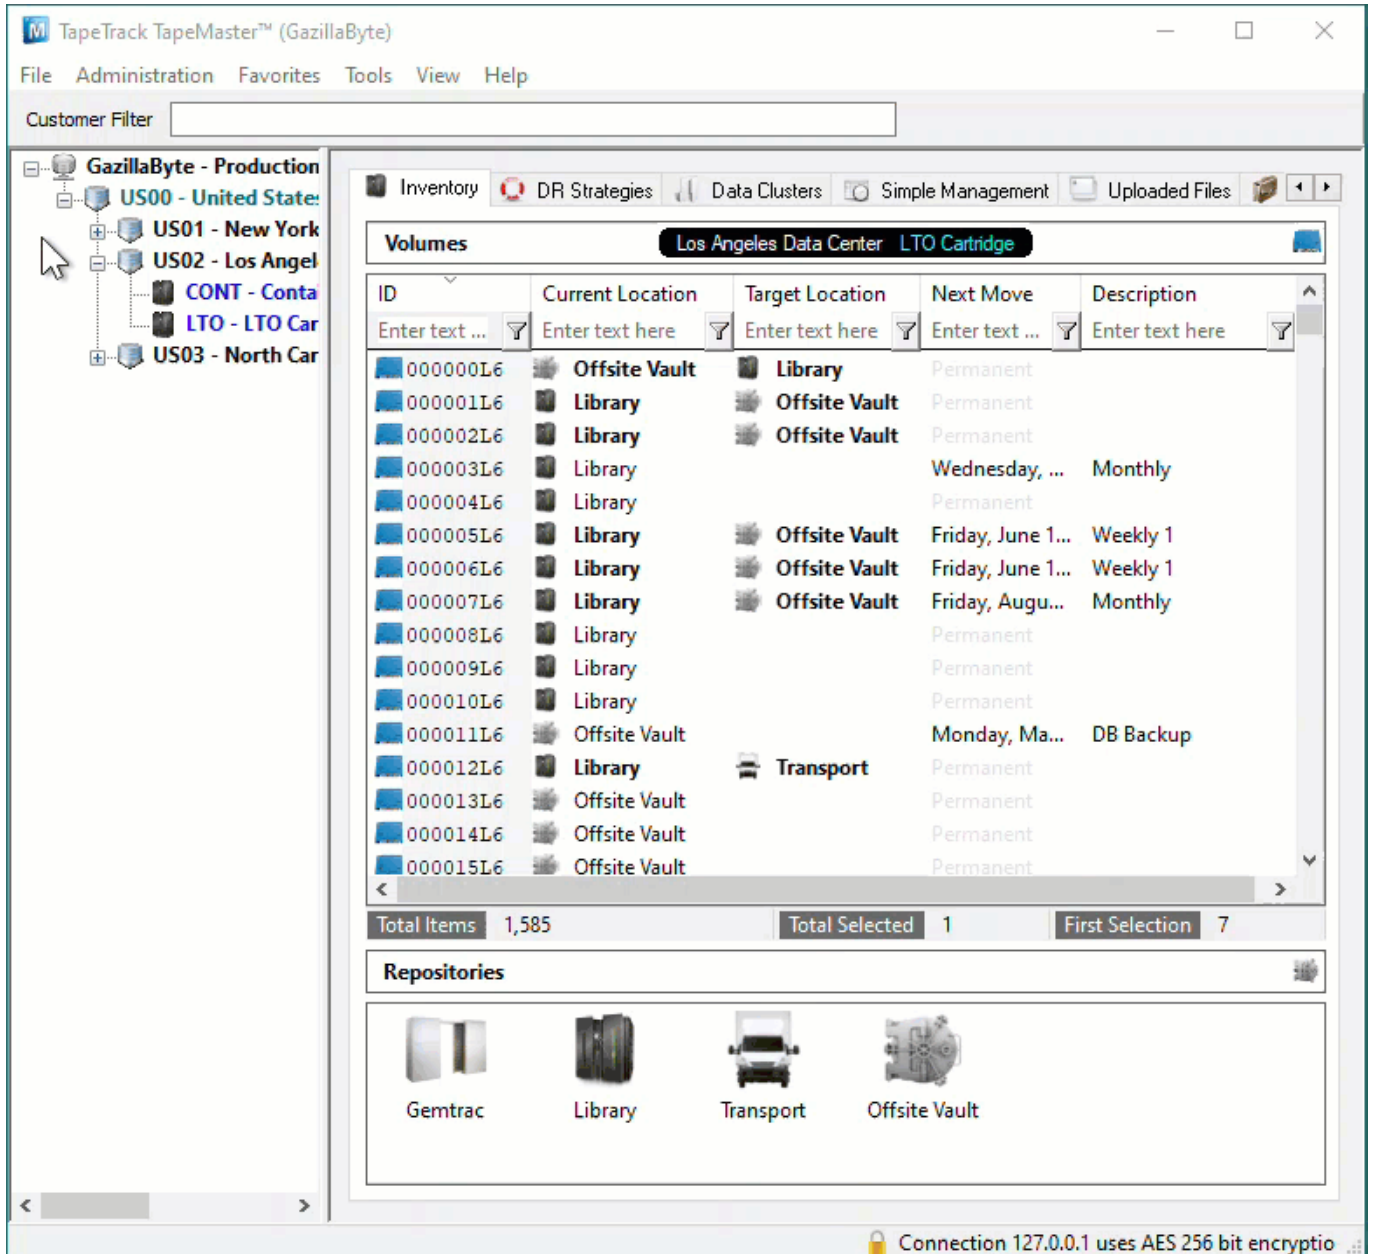 TapeTrack TapeMaster™ (GazillaByte)
File Administration Favorites Tools View Help
Customer Filter
GazillaByte - Production
US00 - United State
US01 - New York
US02 - Los Angel
CONT - Conta
LTO - LTO Car
US03 - North Car
Inventory DR Strategies Data Clusters Simple Management Uploaded Files
Volumes Los Angeles Data Center LTO Cartridge
ID Current Location Target Location Next Move Description
Enter text ... Enter text here Enter text here Enter text ... Enter text here
000000L6 Offsite Vault Library Permanent
000001L6 Library Offsite Vault Permanent
000002L6 Library Offsite Vault Permanent
000003L6 Library Wednesday, ... Monthly
000004L6 Library Permanent
000005L6 Library Offsite Vault Friday, June 1... Weekly 1
000006L6 Library Offsite Vault Friday, June 1... Weekly 1
000007L6 Library Offsite Vault Friday, Augu... Monthly
000008L6 Library Permanent
000009L6 Library Permanent
000010L6 Library Permanent
000011L6 Offsite Vault Monday, Ma... DB Backup
000012L6 Library Transport Permanent
000013L6 Offsite Vault Permanent
000014L6 Offsite Vault Permanent
000015L6 Offsite Vault Permanent
Total Items 1,585 Total Selected 1 First Selection 7
Repositories
Gemtrac Library Transport Offsite Vault
Connection 127.0.0.1 uses AES 256 bit encryptio